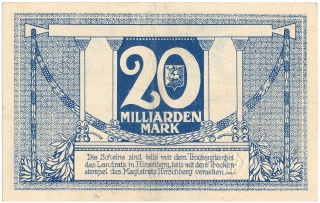 20
MILLIARDEN
MARK
Die Scheine sind teils mit dem Trockenstempel
des Landrats in Hirschberg, teils mit dem Trocken-
stempel des Magistrats Hirschberg versehen.